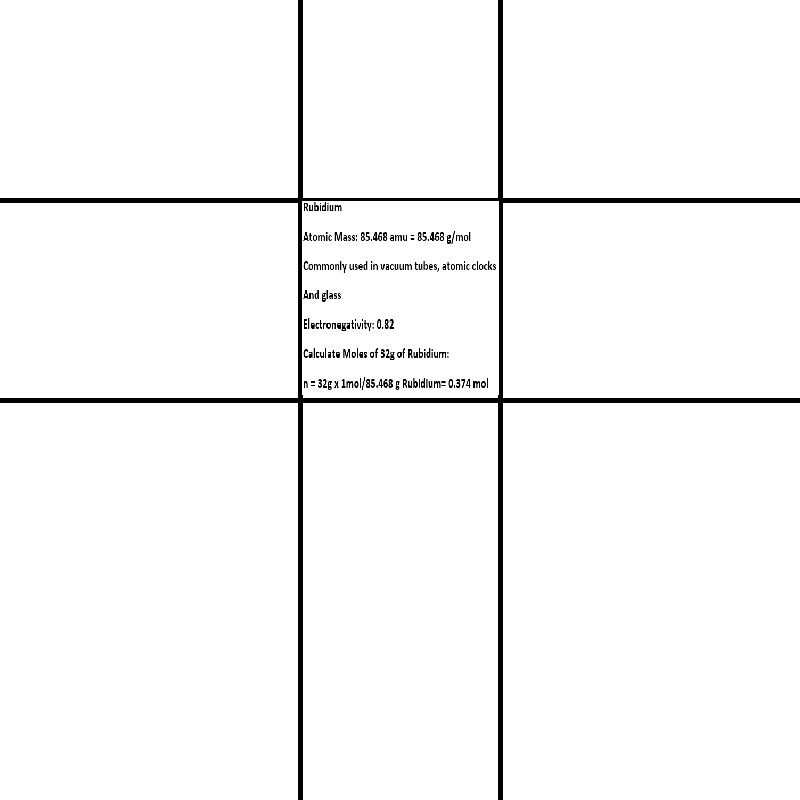 Rubidium
Atomic Mass: 85.468 amu = 85.468 g/mol
Commonly used in vacuum tubes, atomic clocks
And glass
Electronegativity: 0.82
Calculate Moles of 32g of Rubidium:
n = 32g x 1mol/85.468 g Rubidium= 0.374 mol